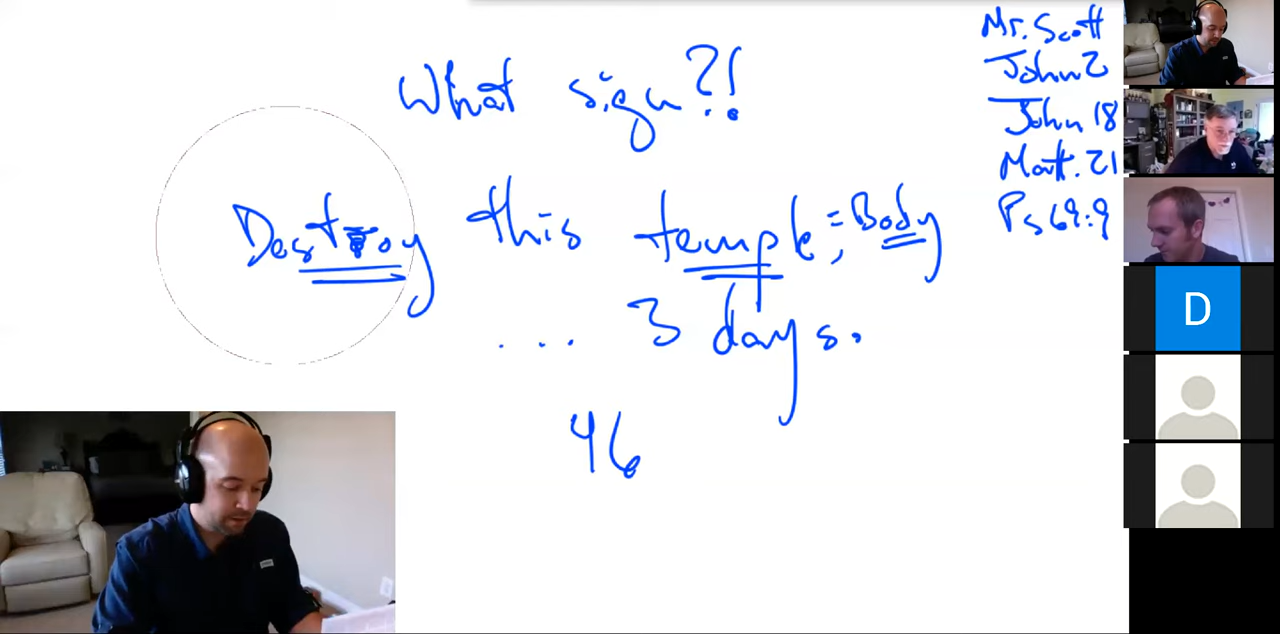 What sign?!
Destroy this temple; = Body
... 3 days.
46
Mr. Scott
John 2
John 18
Matt. 21
Ps 69:9
D